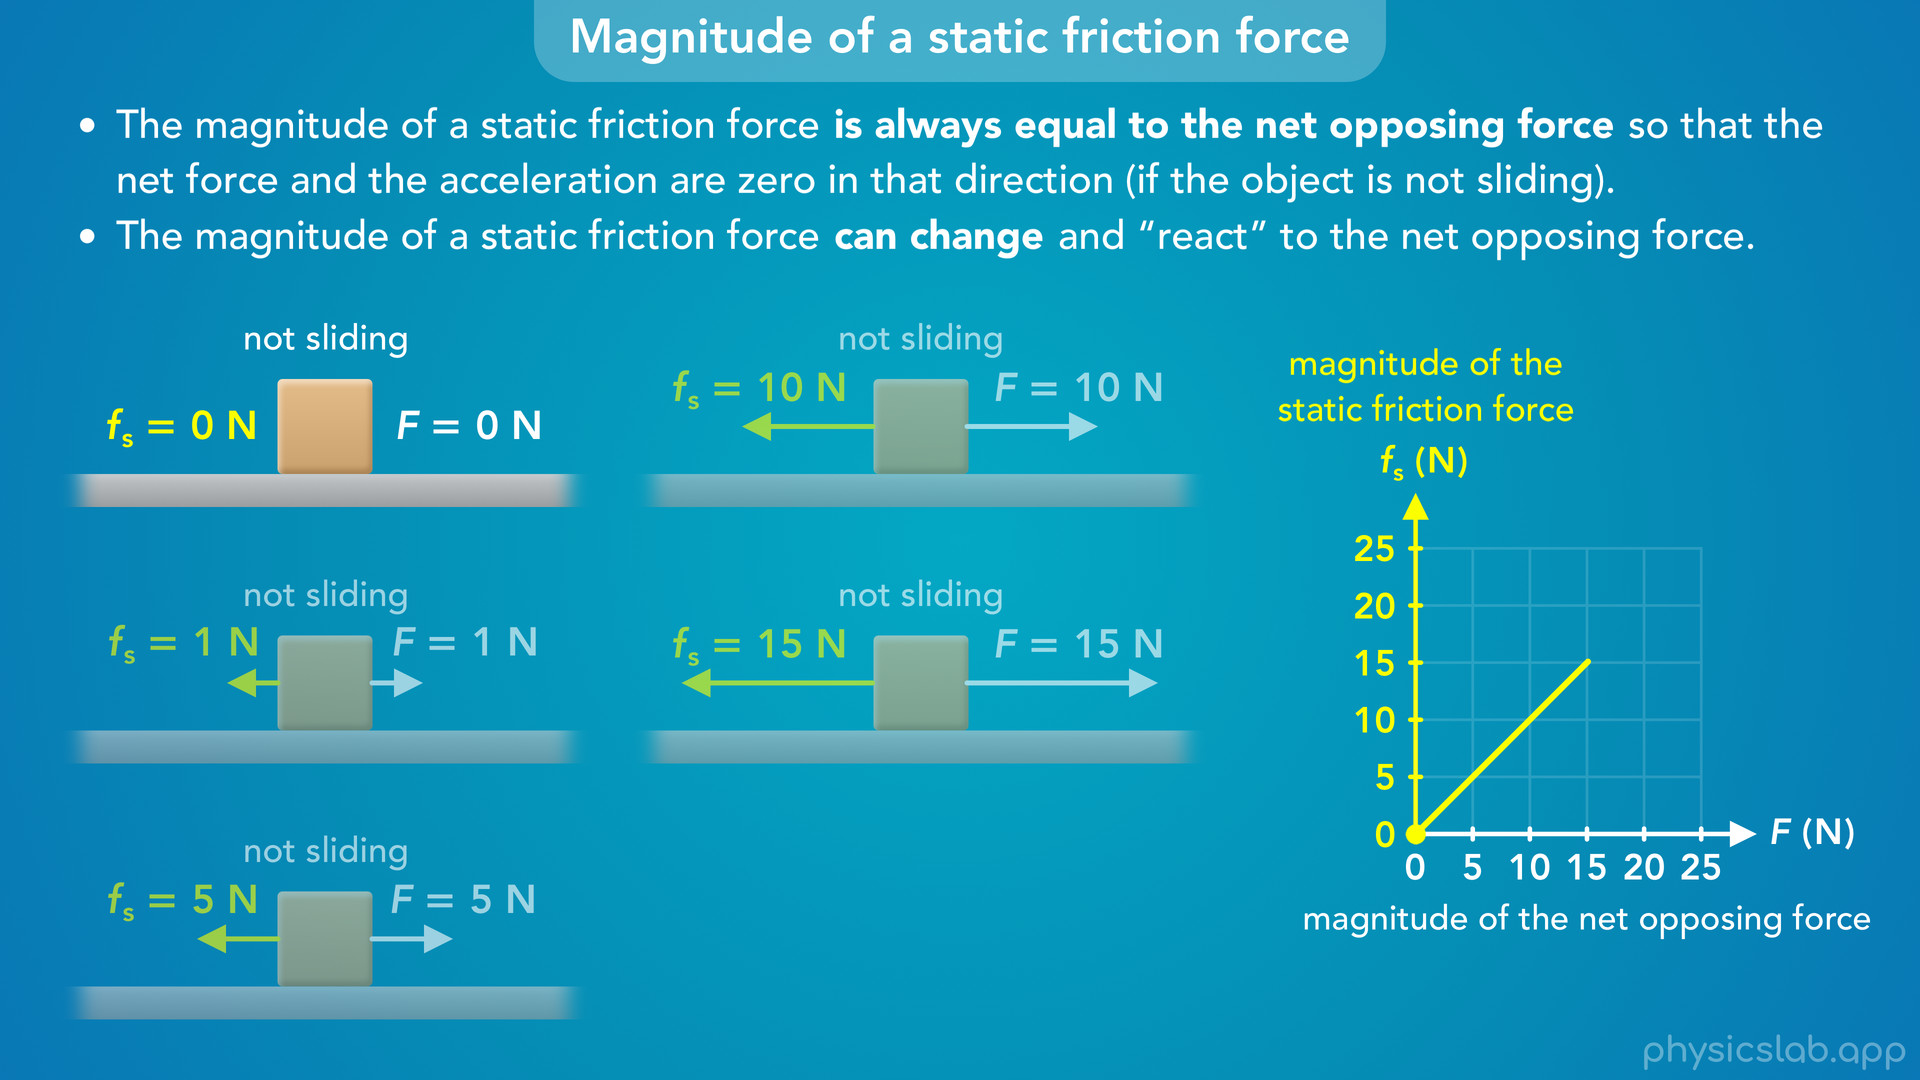 Magnitude of a static friction force
• The magnitude of a static friction force is always equal to the net opposing force so that the
net force and the acceleration are zero in that direction (if the object is not sliding).
• The magnitude of a static friction force can change and “react” to the net opposing force.
not sliding
fs = 0 N
F = 0 N
not sliding
fs = 1 N
F = 1 N
not sliding
fs = 5 N
F = 5 N
not sliding
fs = 10 N
F = 10 N
not sliding
fs = 15 N
F = 15 N
magnitude of the
static friction force
fs (N)
25
20
15
10
5
0
F (N)
0 5 10 15 20 25
magnitude of the net opposing force
physicslab.app